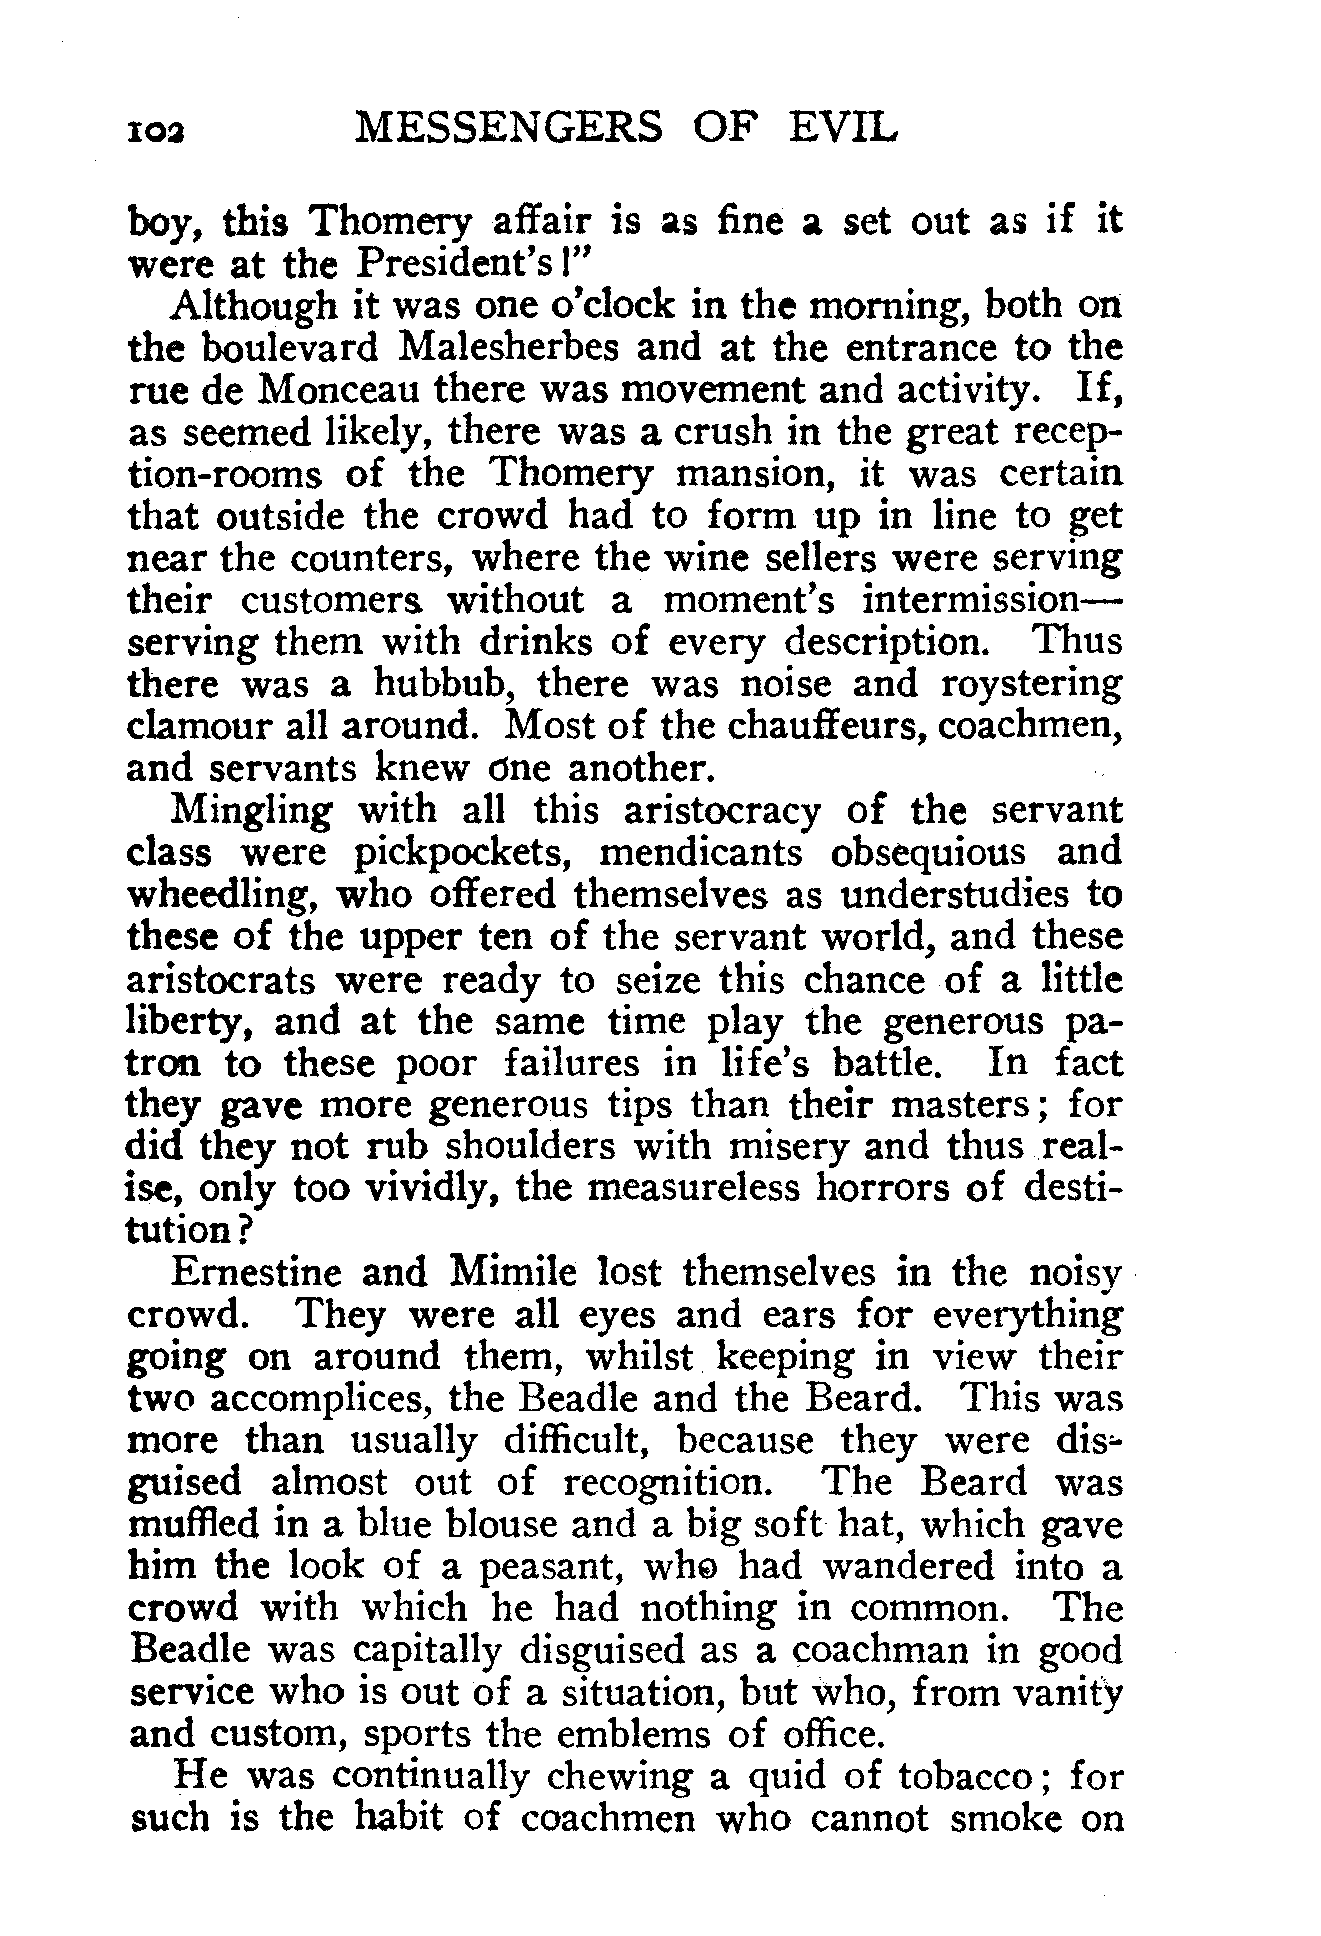 102 MESSENGERS OF EVIL
boy, this Thomery affair is as fine a set out as if it
were at the President's!"
Although it was one o'clock in the morning, both on
the boulevard Malesherbes and at the entrance to the
rue de Monceau there was movement and activity. If,
as seemed likely, there was a crush in the great recep-
tion-rooms of the Thomery mansion, it was certain
that outside the crowd had to form up in line to get
near the counters, where the wine sellers were serving
their customers without a moment's intermission—
serving them with drinks of every description. Thus
there was a hubbub, there was noise and roystering
clamour all around. Most of the chauffeurs, coachmen,
and servants knew one another.
Mingling with all this aristocracy of the servant
class were pickpockets, mendicants obsequious and
wheedling, who offered themselves as understudies to
these of the upper ten of the servant world, and these
aristocrats were ready to seize this chance of a little
liberty, and at the same time play the generous pa-
tron to these poor failures in life's battle. In fact
they gave more generous tips than their masters; for
did they not rub shoulders with misery and thus real-
ise, only too vividly, the measureless horrors of desti-
tution?
Ernestine and Mimile lost themselves in the noisy
crowd. They were all eyes and ears for everything
going on around them, whilst keeping in view their
two accomplices, the Beadle and the Beard. This was
more than usually difficult, because they were dis-
guised almost out of recognition. The Beard was
muffled in a blue blouse and a big soft hat, which gave
him the look of a peasant, who had wandered into a
crowd with which he had nothing in common. The
Beadle was capitally disguised as a coachman in good
service who is out of a situation, but who, from vanity
and custom, sports the emblems of office.
He was continually chewing a quid of tobacco; for
such is the habit of coachmen who cannot smoke on